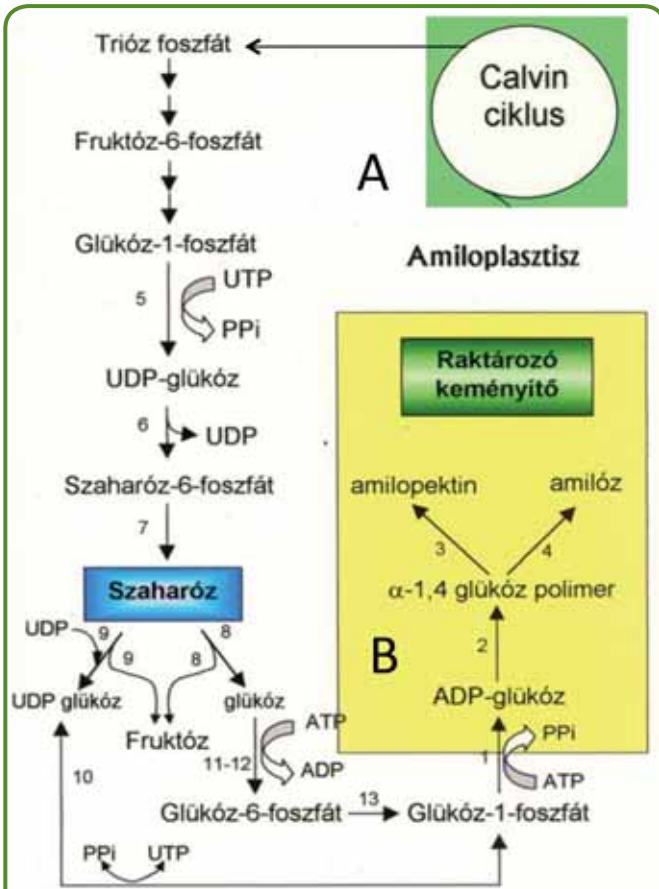 Trióz foszfát
Calvin
ciklus
Fruktóz-6-foszfát
A
Glükóz-1-foszfát
Amiloplasztisz
5
UTP
PPi
Raktározó
keményítő
UDP-glükóz
6
UDP
Szaharóz-6-foszfát
amilopektin
amilóz
7
3
4
Szaharóz
α-1,4 glükóz polimer
UDP
9
8
9
8
B
2
UDP glükóz
glükóz
ADP-glükóz
Fruktóz
ATP
PPi
10
11-12
ADP
1
ATP
Glükóz-6-foszfát
13
Glükóz-1-foszfát
PPi
UTP